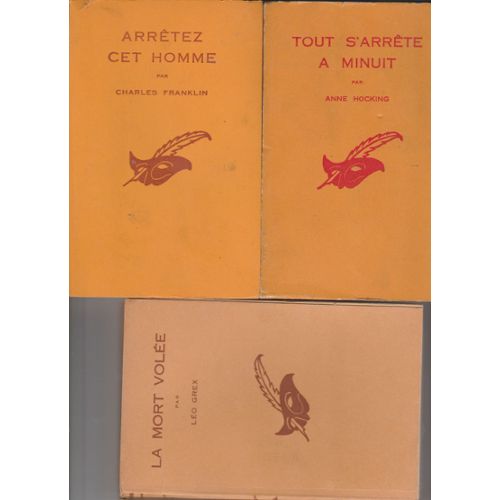 ARRÊTEZ
CET HOMME
PAR
CHARLES FRANKLIN
TOUT S'ARRÊTE
A MINUIT
PAR
ANNE HOCKING
LA MORT VOLÉE
PAR
LÉO GREX